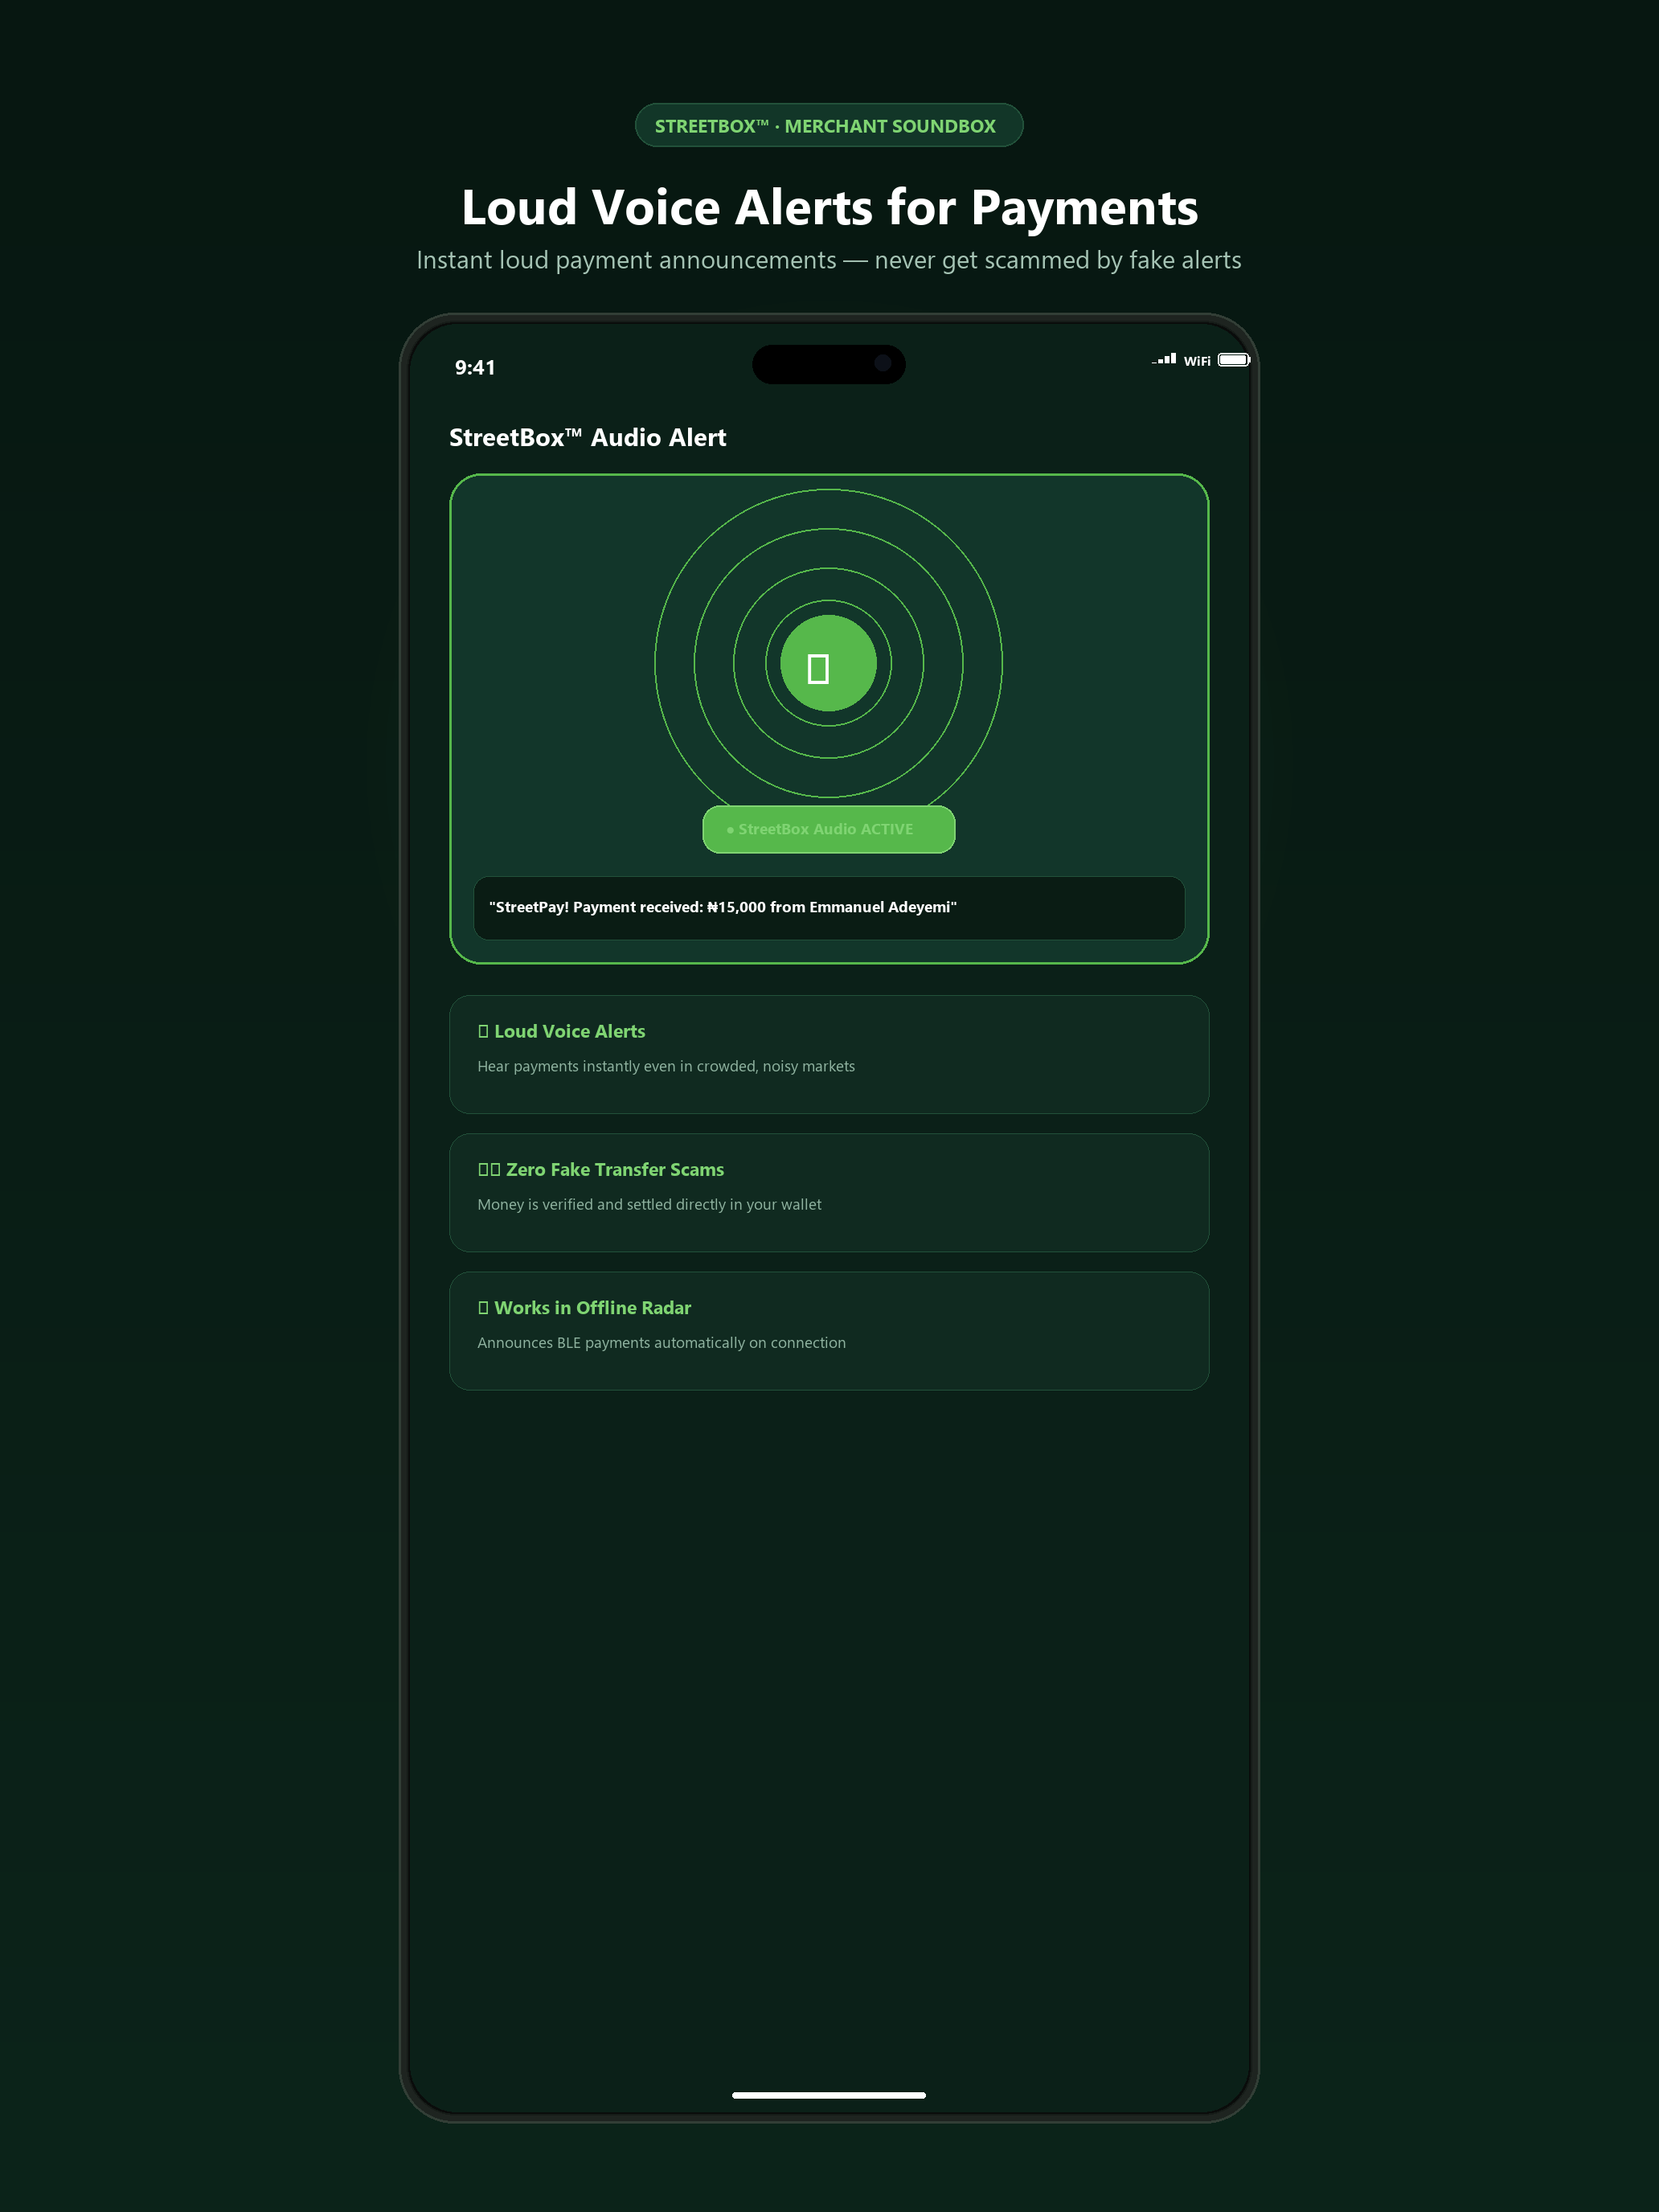 STREETBOX™ · MERCHANT SOUNDBOX
Loud Voice Alerts for Payments
Instant loud payment announcements — never get scammed by fake alerts
9:41
WiFi
StreetBox™ Audio Alert
● StreetBox Audio ACTIVE
"StreetPay! Payment received: ₦15,000 from Emmanuel Adeyemi"
Loud Voice Alerts
Hear payments instantly even in crowded, noisy markets
Zero Fake Transfer Scams
Money is verified and settled directly in your wallet
Works in Offline Radar
Announces BLE payments automatically on connection